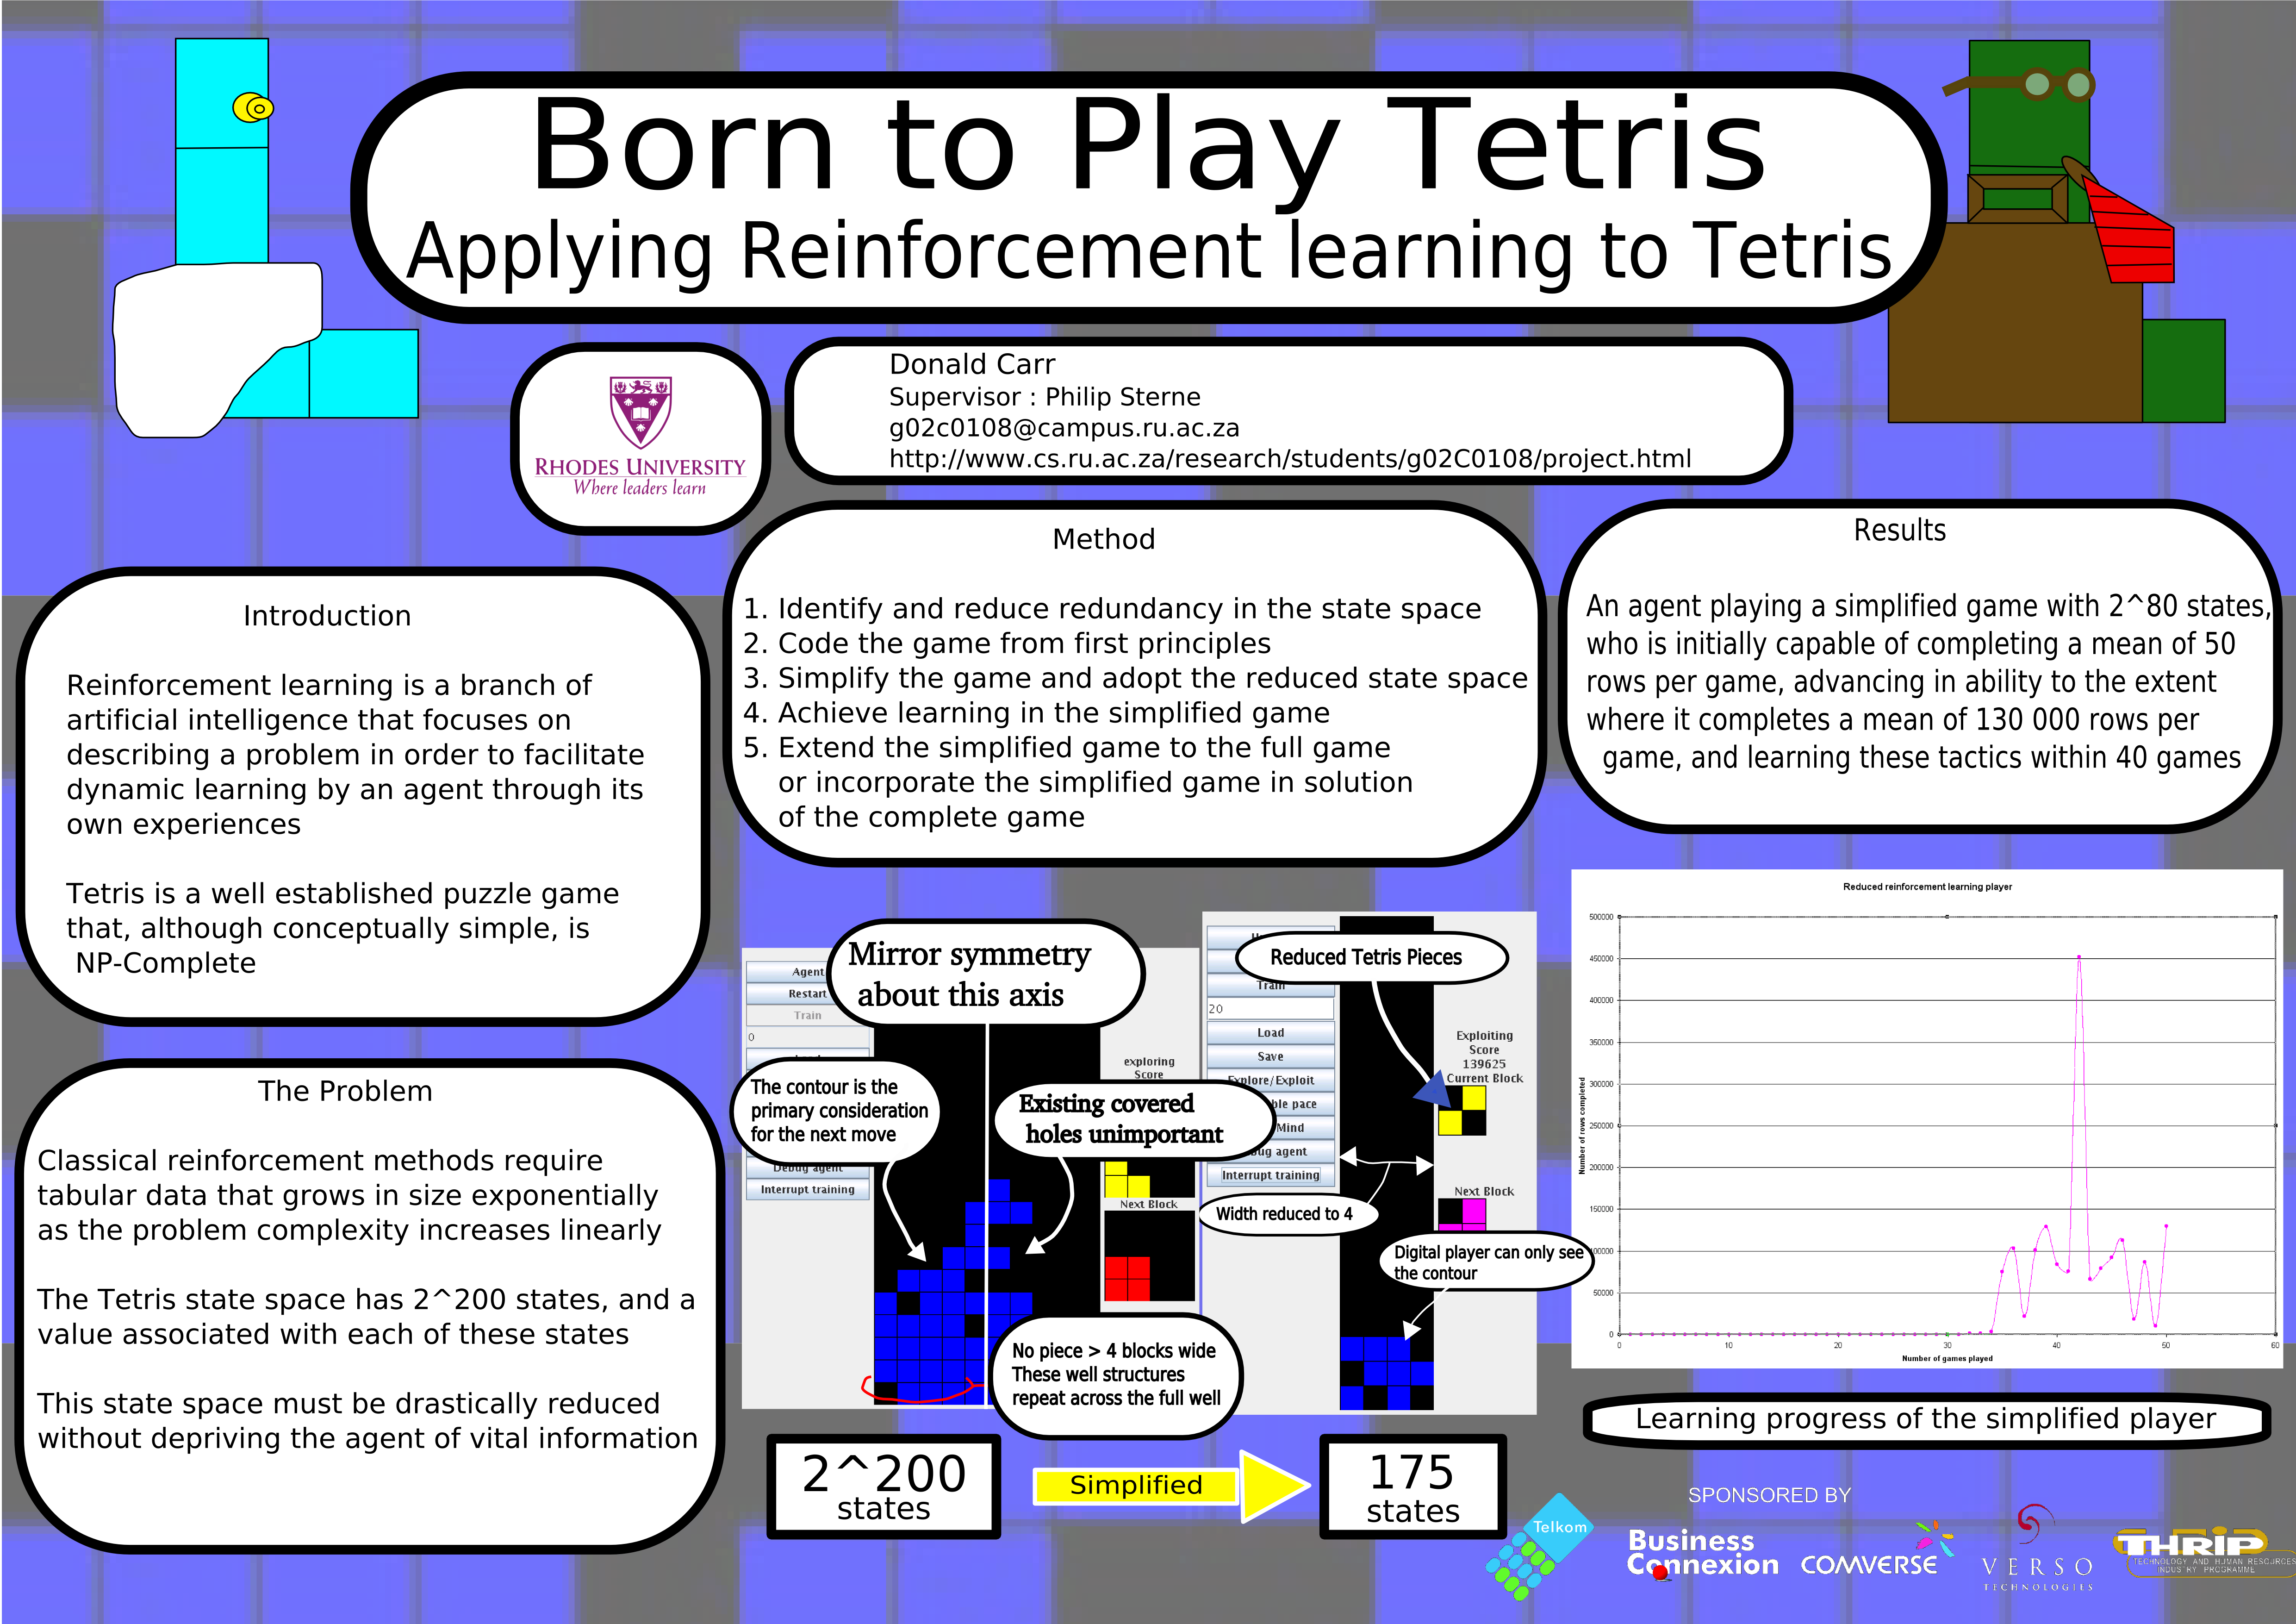 Born to Play Tetris
Applying Reinforcement learning to Tetris
RHODES UNIVERSITY
Where leaders learn
Donald Carr
Supervisor : Philip Sterne
g02c0108@campus.ru.ac.za
http://www.cs.ru.ac.za/research/students/g02C0108/project.html
Introduction
Reinforcement learning is a branch of
artificial intelligence that focuses on
describing a problem in order to facilitate
dynamic learning by an agent through its
own experiences
Tetris is a well established puzzle game
that, although conceptually simple, is
NP-Complete
The Problem
Classical reinforcement methods require
tabular data that grows in size exponentially
as the problem complexity increases linearly
The Tetris state space has 2^200 states, and a
value associated with each of these states
This state space must be drastically reduced
without depriving the agent of vital information
Method
1. Identify and reduce redundancy in the state space
2. Code the game from first principles
3. Simplify the game and adopt the reduced state space
4. Achieve learning in the simplified game
5. Extend the simplified game to the full game
or incorporate the simplified game in solution
of the complete game
Mirror symmetry
about this axis
Agent
Restart
Train
0
The contour is the
primary consideration
for the next move
Debug agent
Interrupt training
exploring
Score
Existing covered
holes unimportant
Next Block
No piece > 4 blocks wide
These well structures
repeat across the full well
Reduced Tetris Pieces
Train
20
Load
Save
Explore/Exploit
ble pace
Mind
ug agent
Interrupt training
Exploiting
Score
139625
Current Block
Next Block
Width reduced to 4
Digital player can only see
the contour
2^200
states
Simplified
175
states
Results
An agent playing a simplified game with 2^80 states,
who is initially capable of completing a mean of 50
rows per game, advancing in ability to the extent
where it completes a mean of 130 000 rows per
game, and learning these tactics within 40 games
Reduced reinforcement learning player
500000
450000
400000
350000
300000
250000
200000
150000
00000
50000
0
Number of rows completed
0 10 20 30 40 50 60
Number of games played
Learning progress of the simplified player
SPONSORED BY
Telkom
Business
Connexion
COMVERSE
VERSO
TECHNOLOGIES
THRIP
TECHNOLOGY AND HUMAN RESOURCES
INDUSTRY PROGRAMME